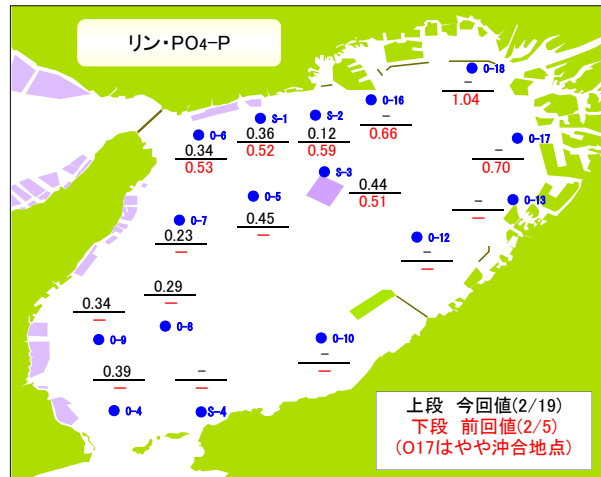 リン・PO4-P
O-18
-
1.04
O-16
-
0.66
S-1
0.36
0.52
S-2
0.12
0.59
O-6
0.34
0.53
O-17
-
0.70
S-3
0.44
0.51
O-5
0.45
—
O-13
-
—
O-7
0.23
—
O-12
-
—
0.29
—
O-8
0.34
—
O-9
O-10
-
—
0.39
—
O-4
-
—
S-4
上段 今回値(2/19)
下段 前回値(2/5)
(O17はやや沖合地点)